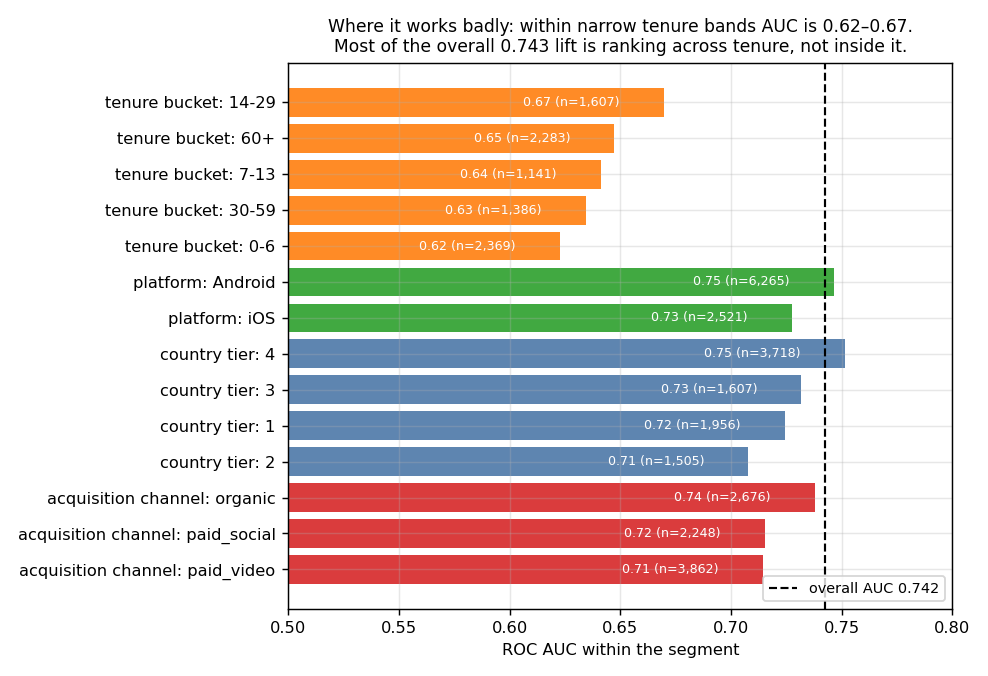 Where it works badly: within narrow tenure bands AUC is 0.62–0.67.
Most of the overall 0.743 lift is ranking across tenure, not inside it.
tenure bucket: 14-29
0.67 (n=1,607)
tenure bucket: 60+
0.65 (n=2,283)
tenure bucket: 7-13
0.64 (n=1,141)
tenure bucket: 30-59
0.63 (n=1,386)
tenure bucket: 0-6
0.62 (n=2,369)
platform: Android
0.75 (n=6,265)
platform: iOS
0.73 (n=2,521)
country tier: 4
0.75 (n=3,718)
country tier: 3
0.73 (n=1,607)
country tier: 1
0.72 (n=1,956)
country tier: 2
0.71 (n=1,505)
acquisition channel: organic
0.74 (n=2,676)
acquisition channel: paid_social
0.72 (n=2,248)
acquisition channel: paid_video
0.71 (n=3,862)
overall AUC 0.742
0.50 0.55 0.60 0.65 0.70 0.75 0.80
ROC AUC within the segment